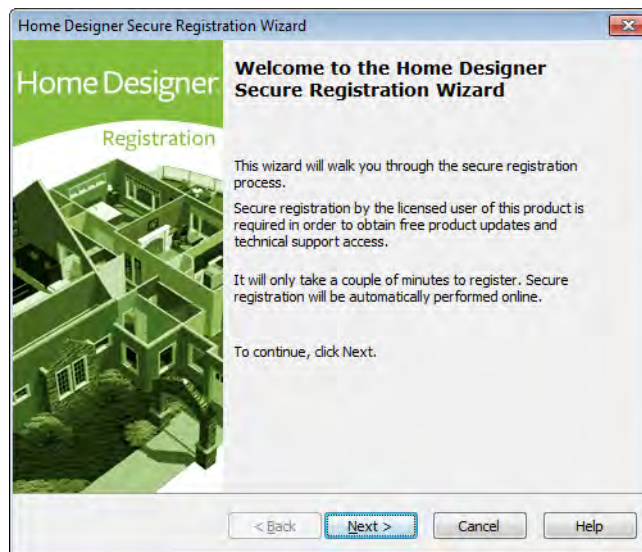 Home Designer Secure Registration Wizard
Home Designer
Registration
Welcome to the Home Designer
Secure Registration Wizard
This wizard will walk you through the secure registration
process.
Secure registration by the licensed user of this product is
required in order to obtain free product updates and
technical support access.
It will only take a couple of minutes to register. Secure
registration will be automatically performed online.
To continue, click Next.
< Back
Next >
Cancel
Help